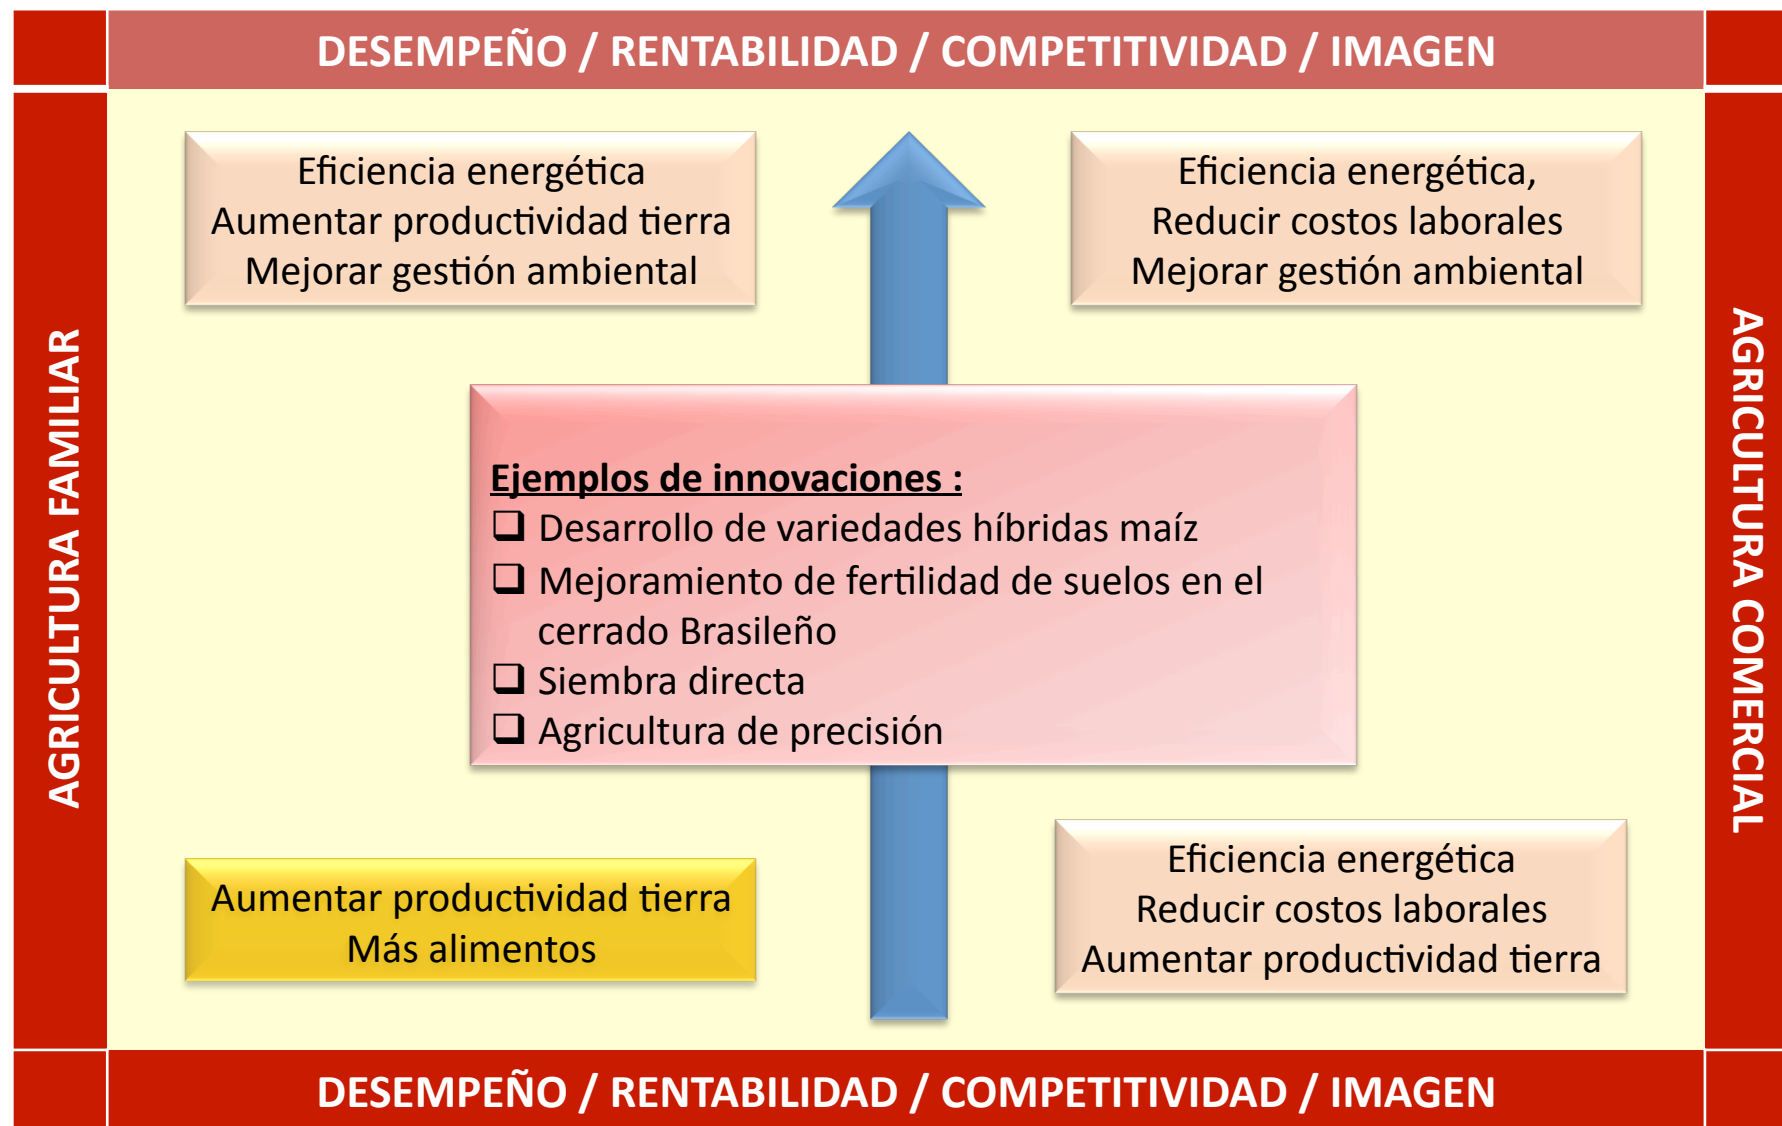 DESEMPEÑO / RENTABILIDAD / COMPETITIVIDAD / IMAGEN
AGRICULTURA FAMILIAR
Eficiencia energética
Aumentar productividad tierra
Mejorar gestión ambiental
Eficiencia energética,
Reducir costos laborales
Mejorar gestión ambiental
AGRICULTURA COMERCIAL
Ejemplos de innovaciones :
❑ Desarrollo de variedades híbridas maíz
❑ Mejoramiento de fertilidad de suelos en el
cerrado Brasileño
❑ Siembra directa
❑ Agricultura de precisión
Aumentar productividad tierra
Más alimentos
Eficiencia energética
Reducir costos laborales
Aumentar productividad tierra
DESEMPEÑO / RENTABILIDAD / COMPETITIVIDAD / IMAGEN